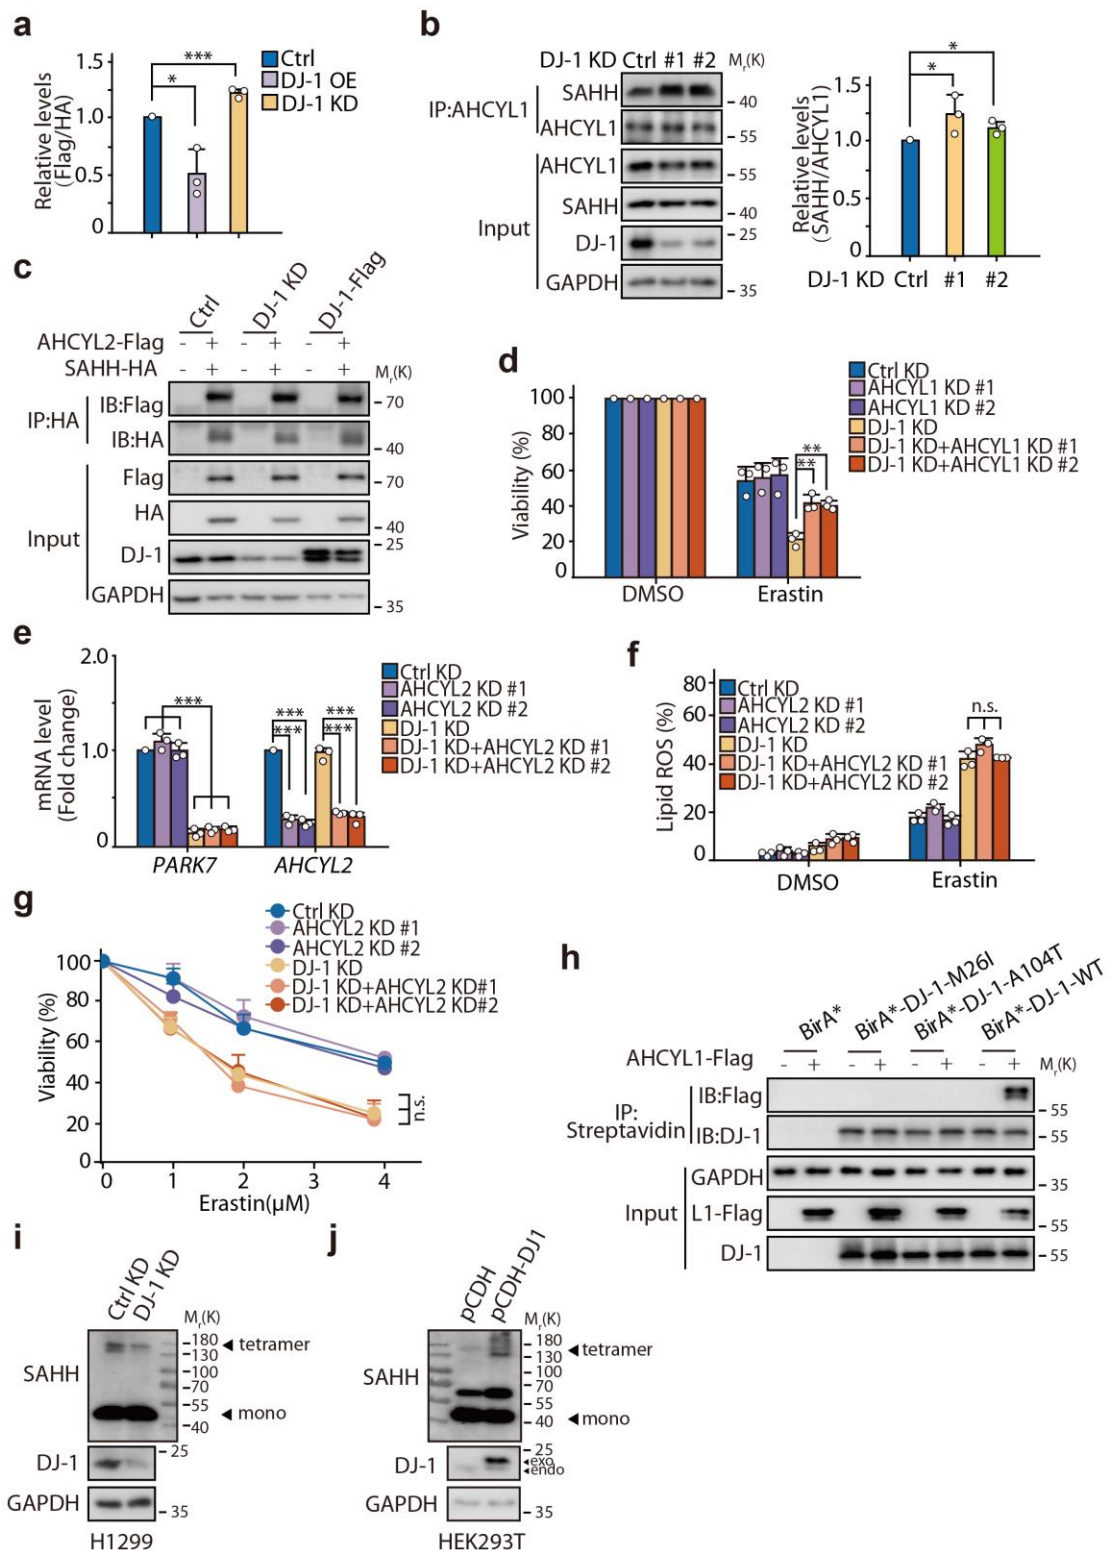 a
1.5
1.0
0.5
0
Relative levels
(Flag/HA)
*
***
Ctrl
DJ-1 OE
DJ-1 KD
b
DJ-1 KD Ctrl #1 #2 Mr(K)
IP:AHCYL1
SAHH
- 40
AHCYL1
- 55
Input
AHCYL1
- 55
SAHH
- 40
DJ-1
- 25
GAPDH
- 35
Relative levels
(SAHH/AHCYL1)
1.5
1.0
0.5
0
*
*
DJ-1 KD Ctrl #1 #2
c
Ctrl
DJ-1 KD
DJ-1-Flag
AHCYL2-Flag - + - + - +
SAHH-HA - + - + - + Mr(K)
IP:HA
IB:Flag
- 70
IB:HA
- 40
Input
Flag
- 70
HA
- 40
DJ-1
- 25
GAPDH
- 35
d
Viability (%)
100
80
60
40
20
0
**
**
DMSO Erastin
Ctrl KD
AHCYL1 KD #1
AHCYL1 KD #2
DJ-1 KD
DJ-1 KD+AHCYL1 KD #1
DJ-1 KD+AHCYL1 KD #2
e
mRNA level
(Fold change)
2.0
1.0
0
***
***
***
***
***
PARK7 AHCYL2
Ctrl KD
AHCYL2 KD #1
AHCYL2 KD #2
DJ-1 KD
DJ-1 KD+AHCYL2 KD #1
DJ-1 KD+AHCYL2 KD #2
f
Lipid ROS (%)
80
60
40
20
0
Ctrl KD
AHCYL2 KD #1
AHCYL2 KD #2
DJ-1 KD
DJ-1 KD+AHCYL2 KD #1
DJ-1 KD+AHCYL2 KD #2
n.s.
DMSO Erastin
g
Viability (%)
100
80
60
40
20
0
0 1 2 3 4
Erastin(μM)
Ctrl KD
AHCYL2 KD #1
AHCYL2 KD #2
DJ-1 KD
DJ-1 KD+AHCYL2 KD#1
DJ-1 KD+AHCYL2 KD#2
n.s.
h
BirA*
BirA*-DJ-1-M26I
BirA*-DJ-1-A104T
BirA*-DJ-1-WT
AHCYL1-Flag - + - + - + - + Mr(K)
IP:
Streptavidin
IB:Flag
- 55
IB:DJ-1
- 55
Input
GAPDH
- 35
L1-Flag
- 55
DJ-1
- 55
i
Ctrl KD
DJ-1 KD
Mr(K)
SAHH
- 180
- 130
- 100
- 70
- 55
- 40
tetramer
mono
DJ-1
- 25
GAPDH
- 35
H1299
j
pCDH
pCDH-DJ1
Mr(K)
SAHH
- 180
- 130
- 100
- 70
- 55
- 40
tetramer
mono
DJ-1
- 25
exo
endo
GAPDH
- 35
HEK293T